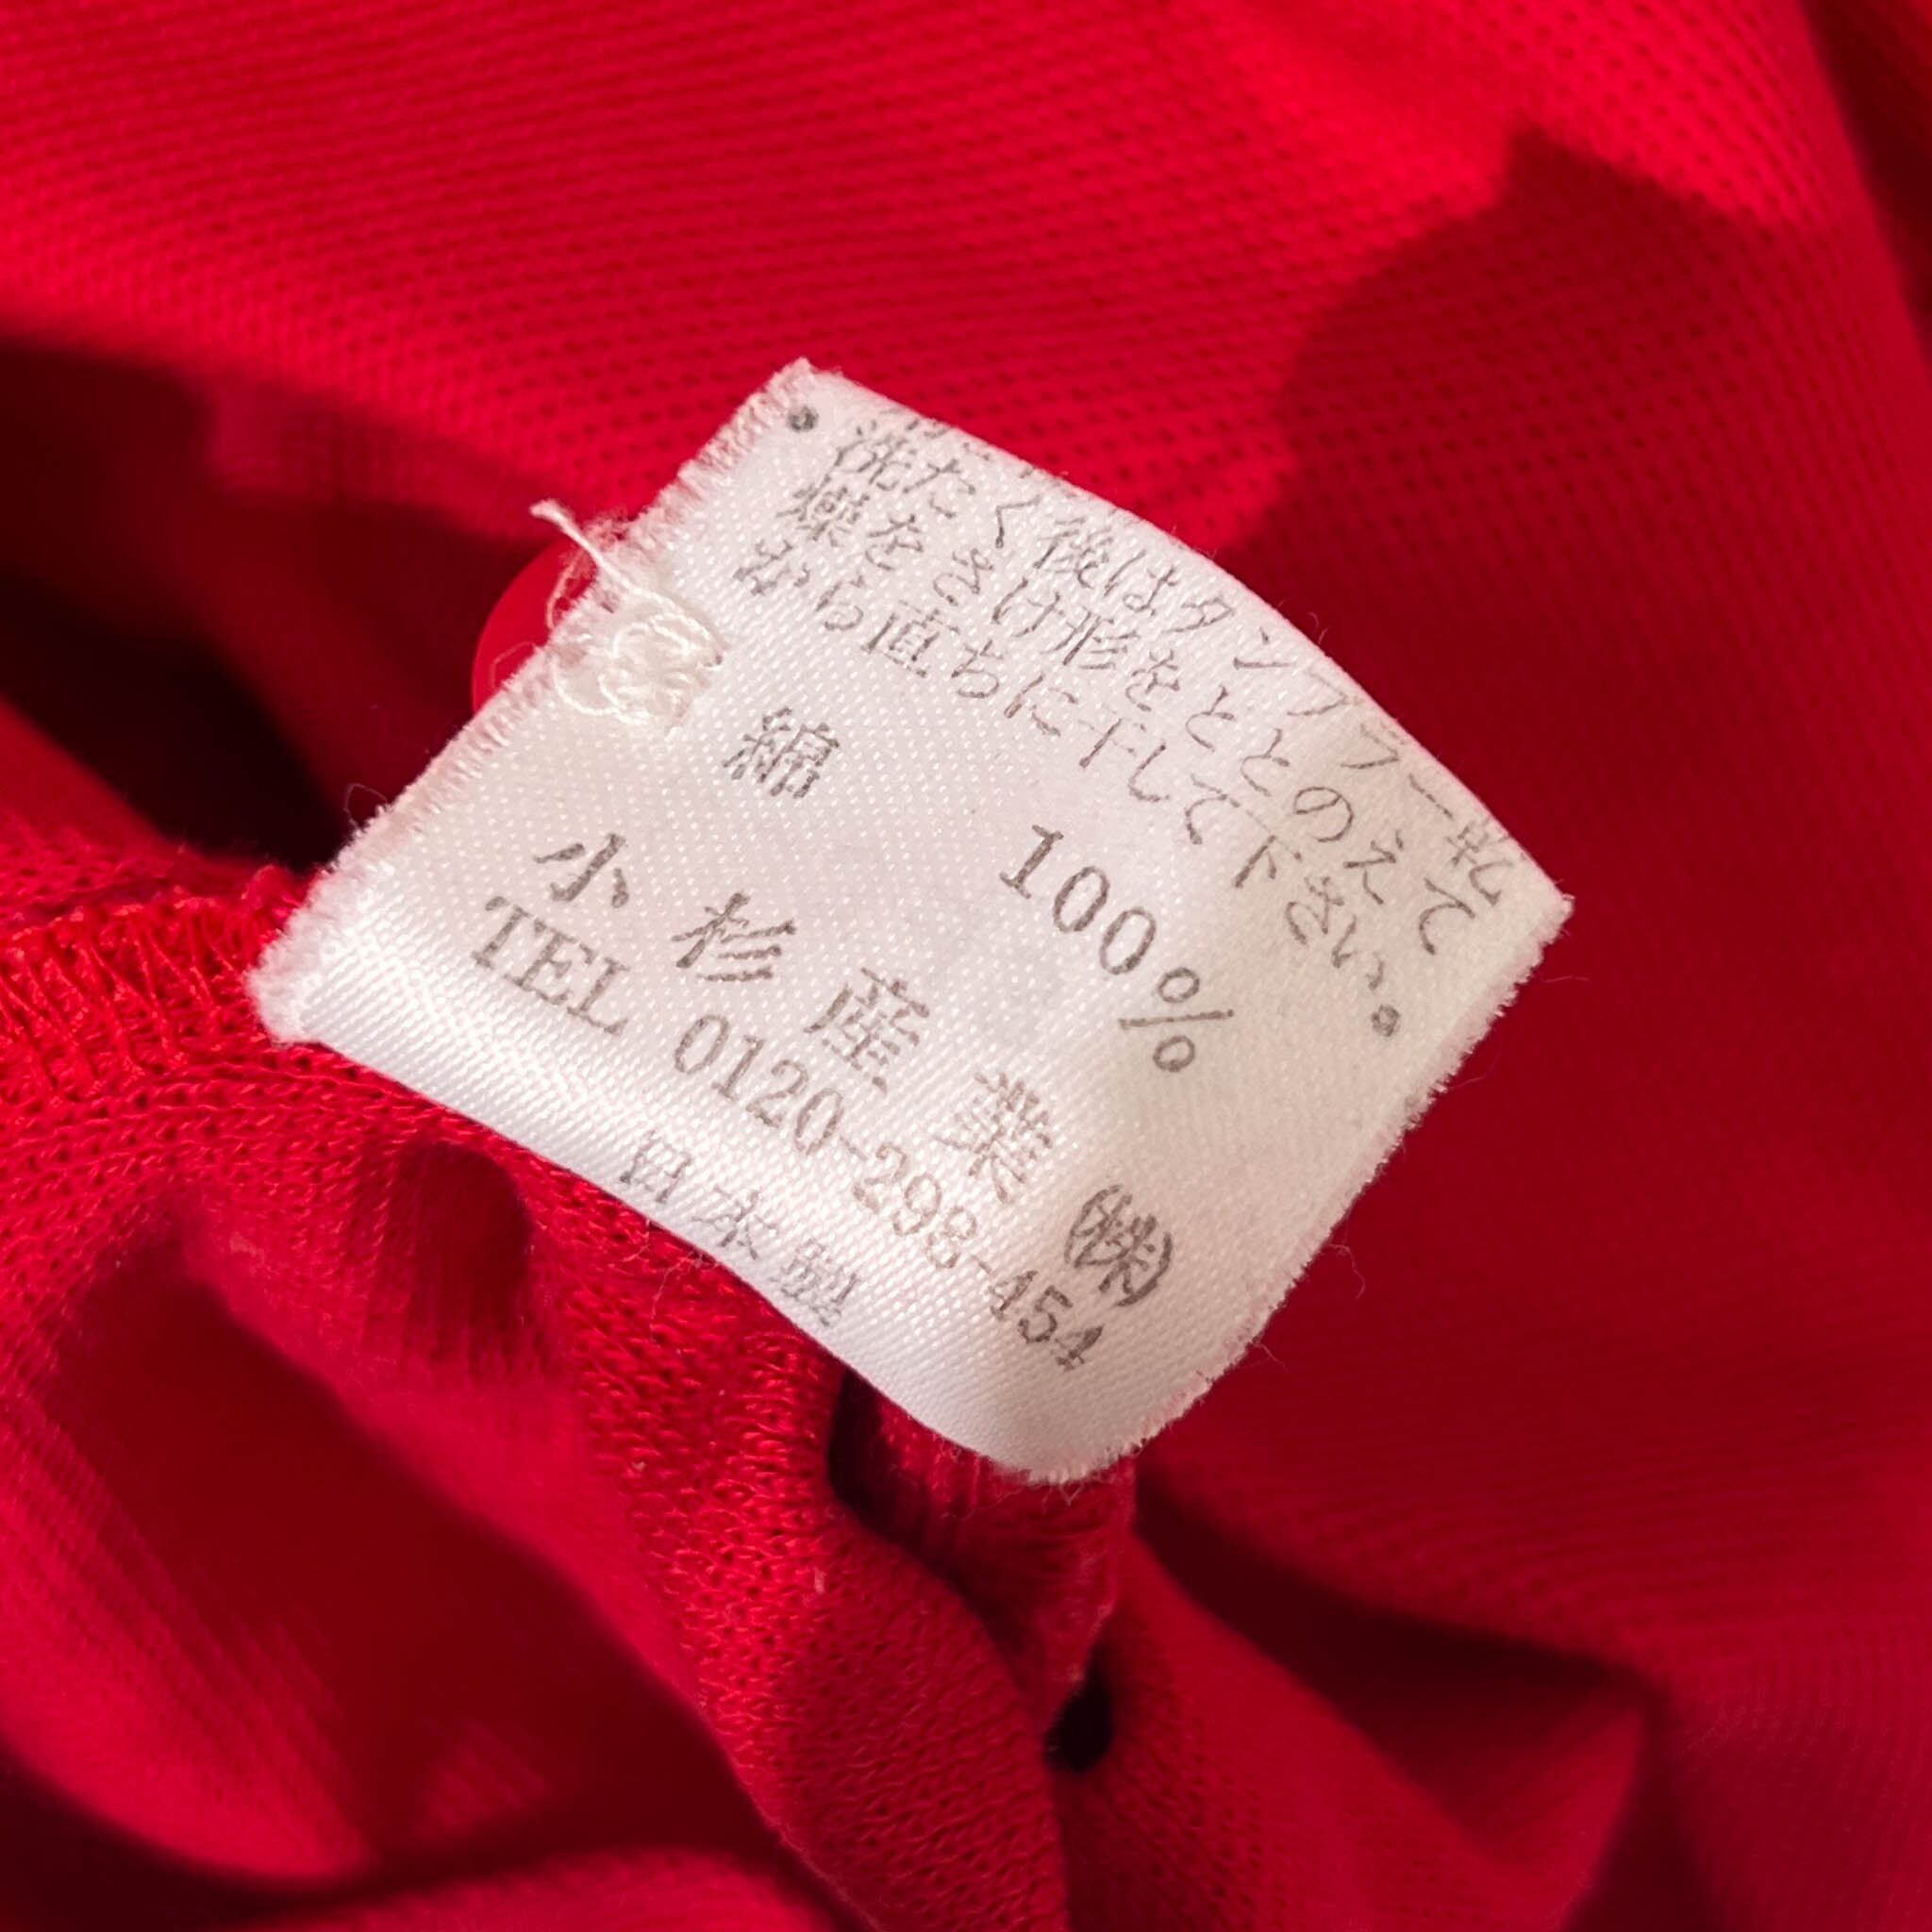 ・洗たく後はタンブラー乾
燥をさけ形をととのえて
から直ちに干して下さい。
綿 100%
小杉産業㈱
TEL 0120-298-454
日本製